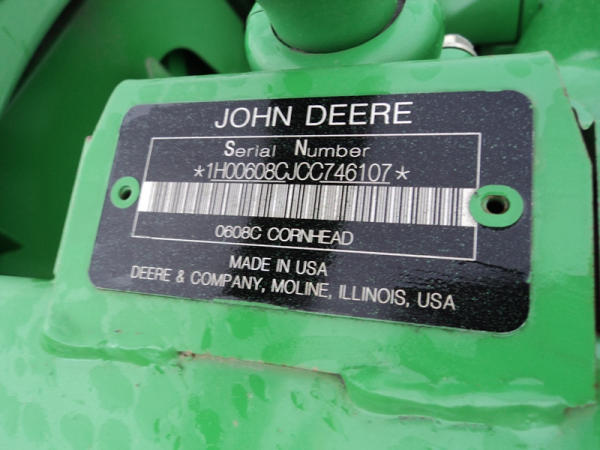 JOHN DEERE
Serial Number
*1H00608CJCC746107*
0608C CORNHEAD
MADE IN USA
DEERE & COMPANY, MOLINE, ILLINOIS, USA